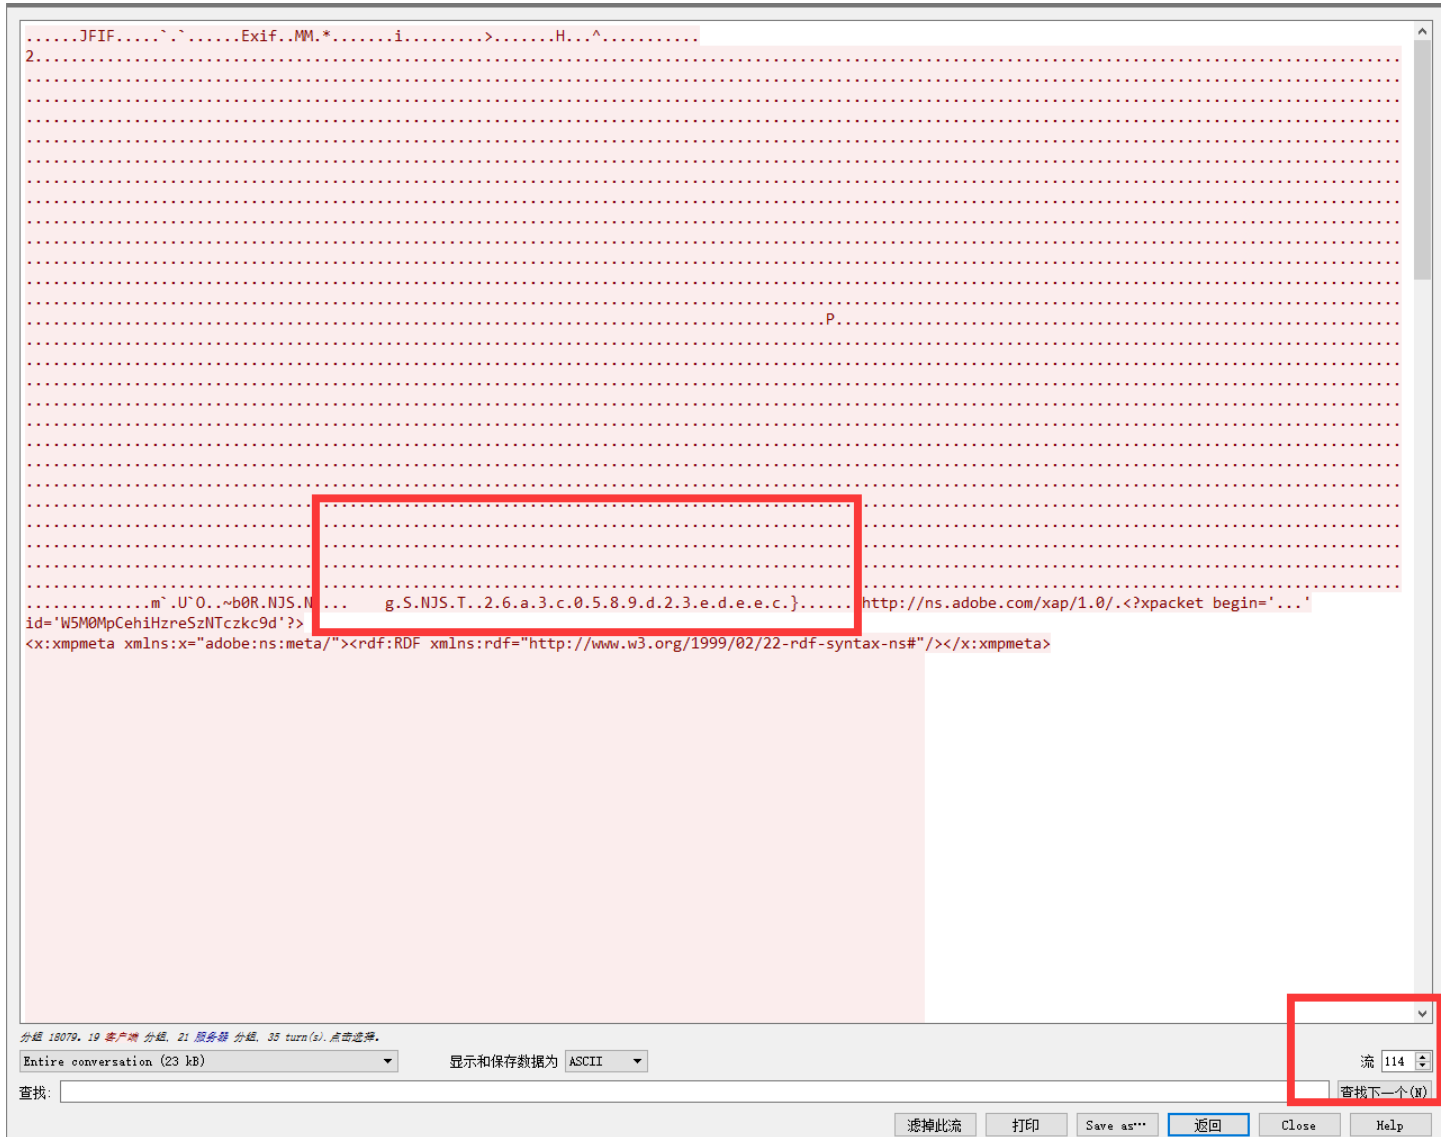 ......JFIF.....`.`......Exif..MM.*.......i.........>.......H...^...........
2
P
m`.U`O..~b0R.NJS.N
...
g.S.NJS.T..2.6.a.3.c.0.5.8.9.d.2.3.e.d.e.e.c.}......
http://ns.adobe.com/xap/1.0/.<?xpacket begin='...'
id='W5M0MpCehiHzreSzNTczkc9d'?>
<x:xmpmeta xmlns:x="adobe:ns:meta/"><rdf:RDF xmlns:rdf="http://www.w3.org/1999/02/22-rdf-syntax-ns#"/></x:xmpmeta>
分组 18079。19 客户端 分组, 21 服务器 分组, 35 turn(s).点击选择。
Entire conversation (23 kB)
显示和保存数据为 ASCII
流 114
查找:
查找下一个(N)
滤掉此流
打印
Save as…
返回
Close
Help